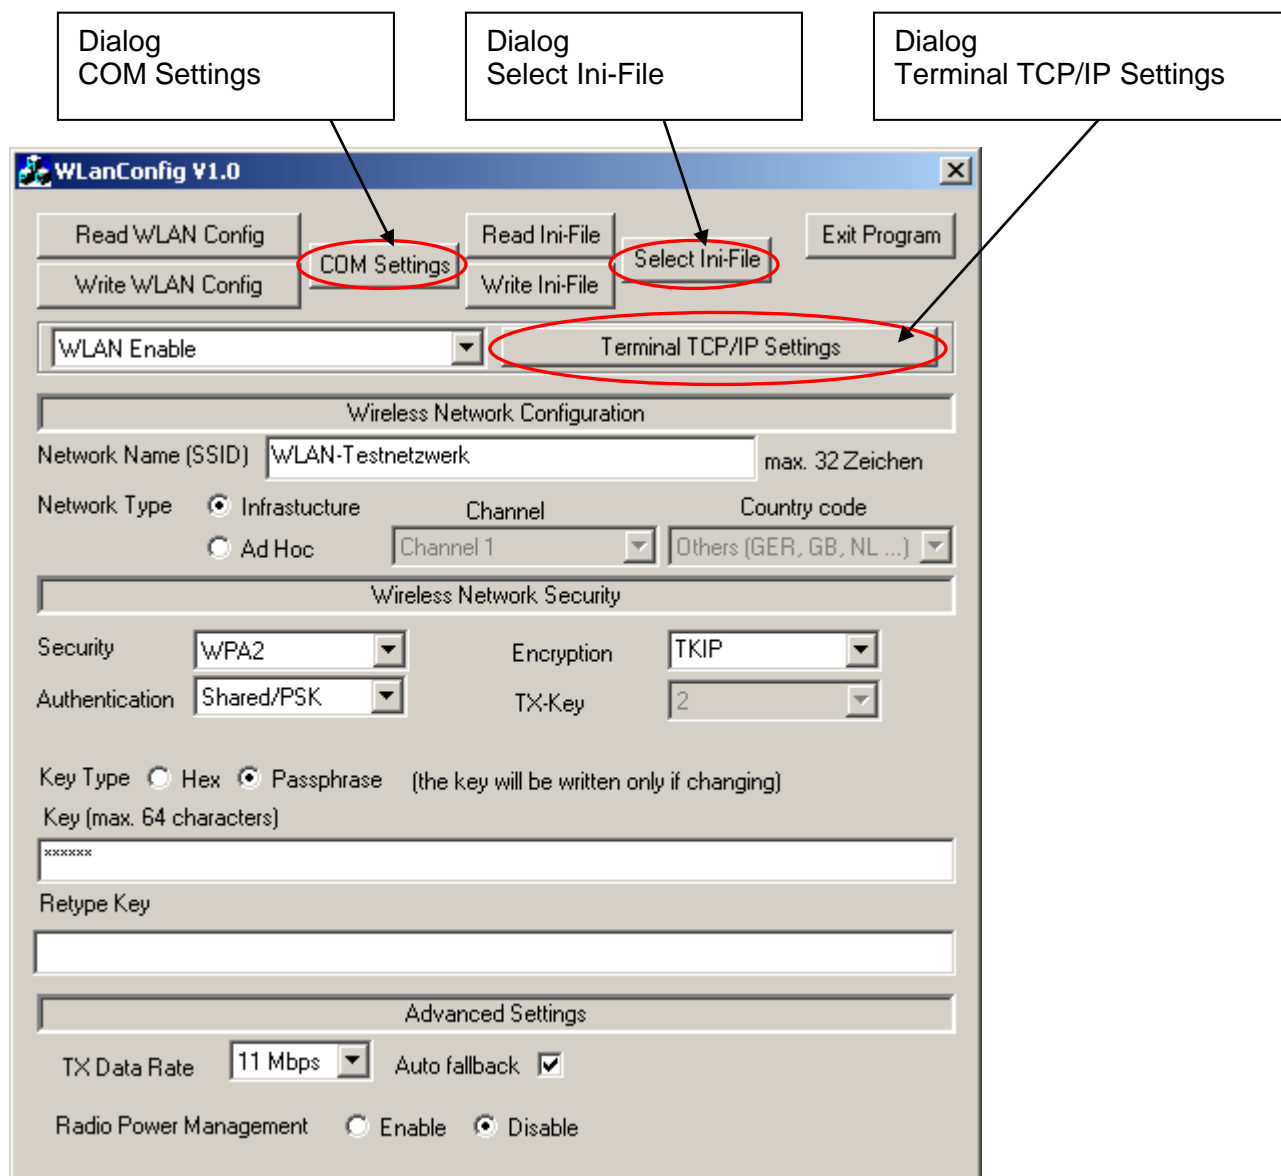 Dialog
COM Settings
Dialog
Select Ini-File
Dialog
Terminal TCP/IP Settings
WLanConfig V1.0
Read WLAN Config
Write WLAN Config
COM Settings
Read Ini-File
Write Ini-File
Select Ini-File
Exit Program
WLAN Enable
Terminal TCP/IP Settings
Wireless Network Configuration
Network Name (SSID) WLAN-Testnetzwerk max. 32 Zeichen
Network Type Infrastucture Channel Country code
Ad Hoc Channel 1 Others (GER, GB, NL ...)
Wireless Network Security
Security WPA2 Encryption TKIP
Authentication Shared/PSK TX-Key 2
Key Type Hex Passphrase (the key will be written only if changing)
Key (max. 64 characters)
******
Retype Key
Advanced Settings
TX Data Rate 11 Mbps Auto fallback
Radio Power Management Enable Disable